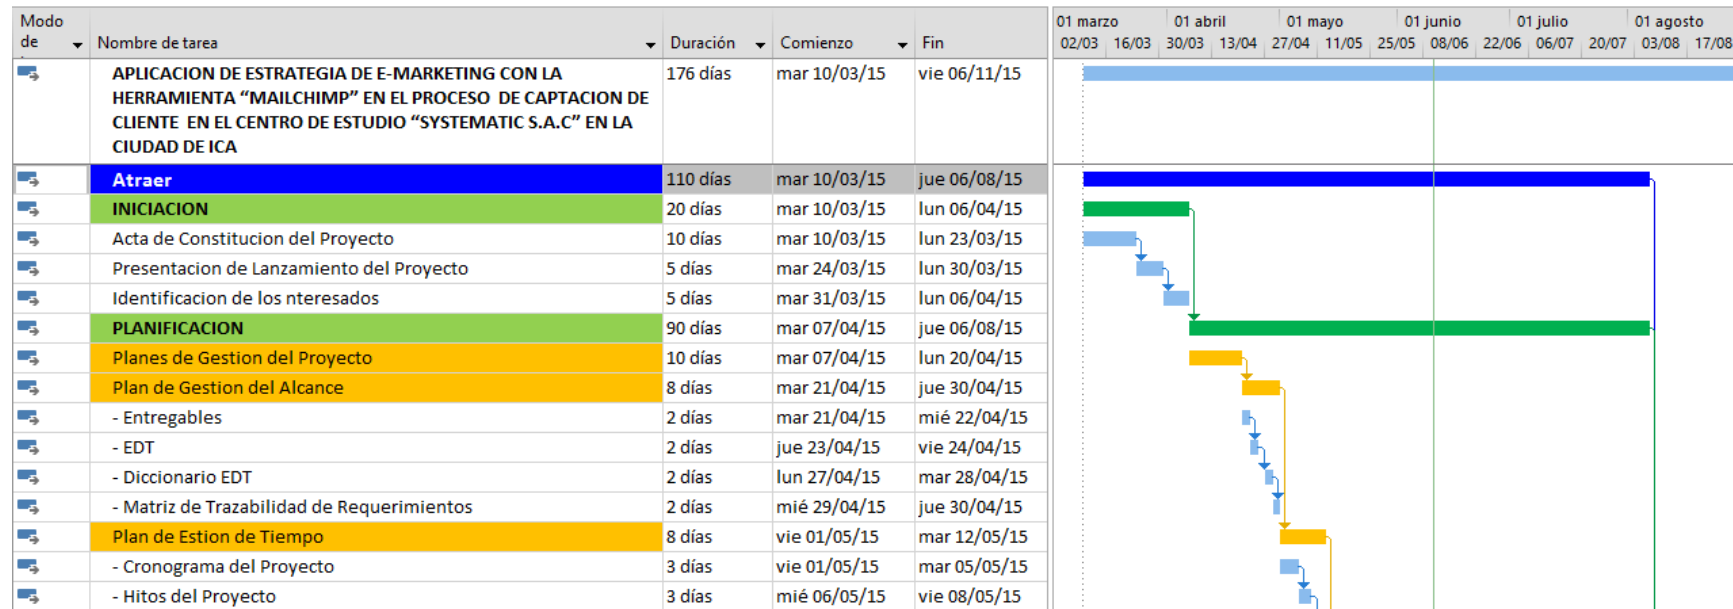 Modo de Nombre de tarea Duración Comienzo Fin
01 marzo 01 abril 01 mayo 01 junio 01 julio 01 agosto
02/03 16/03 30/03 13/04 27/04 11/05 25/05 08/06 22/06 06/07 20/07 03/08 17/08
APLICACION DE ESTRATEGIA DE E-MARKETING CON LA 176 días mar 10/03/15 vie 06/11/15
HERRAMIENTA “MAILCHIMP” EN EL PROCESO DE CAPTACION DE
CLIENTE EN EL CENTRO DE ESTUDIO “SYSTEMATIC S.A.C” EN LA
CIUDAD DE ICA
Atraer 110 días mar 10/03/15 jue 06/08/15
INICIACION 20 días mar 10/03/15 lun 06/04/15
Acta de Constitucion del Proyecto 10 días mar 10/03/15 lun 23/03/15
Presentacion de Lanzamiento del Proyecto 5 días mar 24/03/15 lun 30/03/15
Identificacion de los nteresados 5 días mar 31/03/15 lun 06/04/15
PLANIFICACION 90 días mar 07/04/15 jue 06/08/15
Planes de Gestion del Proyecto 10 días mar 07/04/15 lun 20/04/15
Plan de Gestion del Alcance 8 días mar 21/04/15 jue 30/04/15
- Entregables 2 días mar 21/04/15 mié 22/04/15
- EDT 2 días jue 23/04/15 vie 24/04/15
- Diccionario EDT 2 días lun 27/04/15 mar 28/04/15
- Matriz de Trazabilidad de Requerimientos 2 días mié 29/04/15 jue 30/04/15
Plan de Estion de Tiempo 8 días vie 01/05/15 mar 12/05/15
- Cronograma del Proyecto 3 días vie 01/05/15 mar 05/05/15
- Hitos del Proyecto 3 días mié 06/05/15 vie 08/05/15